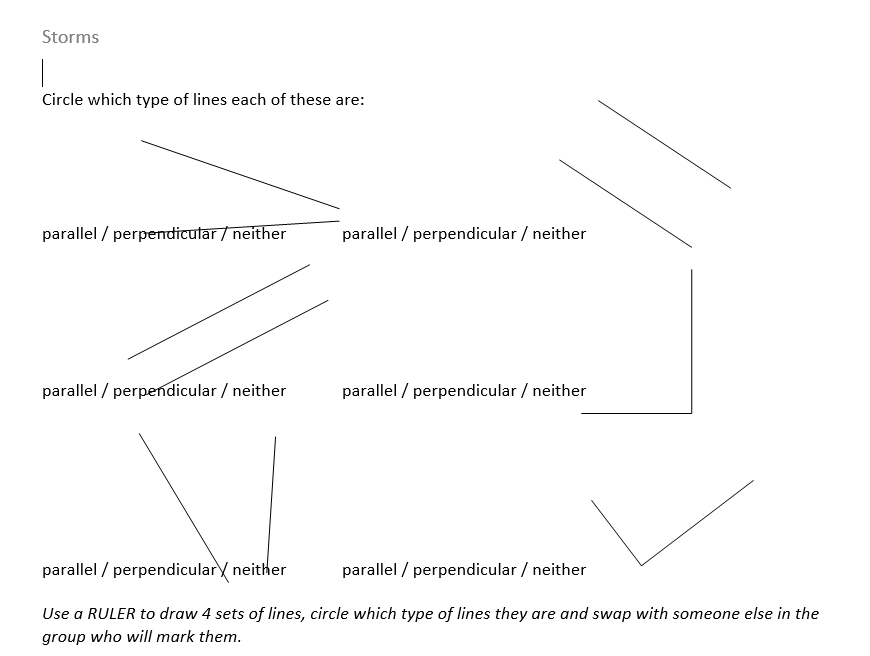 Storms
Circle which type of lines each of these are:
parallel / perpendicular / neither parallel / perpendicular / neither
parallel / perpendicular / neither parallel / perpendicular / neither
parallel / perpendicular / neither parallel / perpendicular / neither
Use a RULER to draw 4 sets of lines, circle which type of lines they are and swap with someone else in the
group who will mark them.